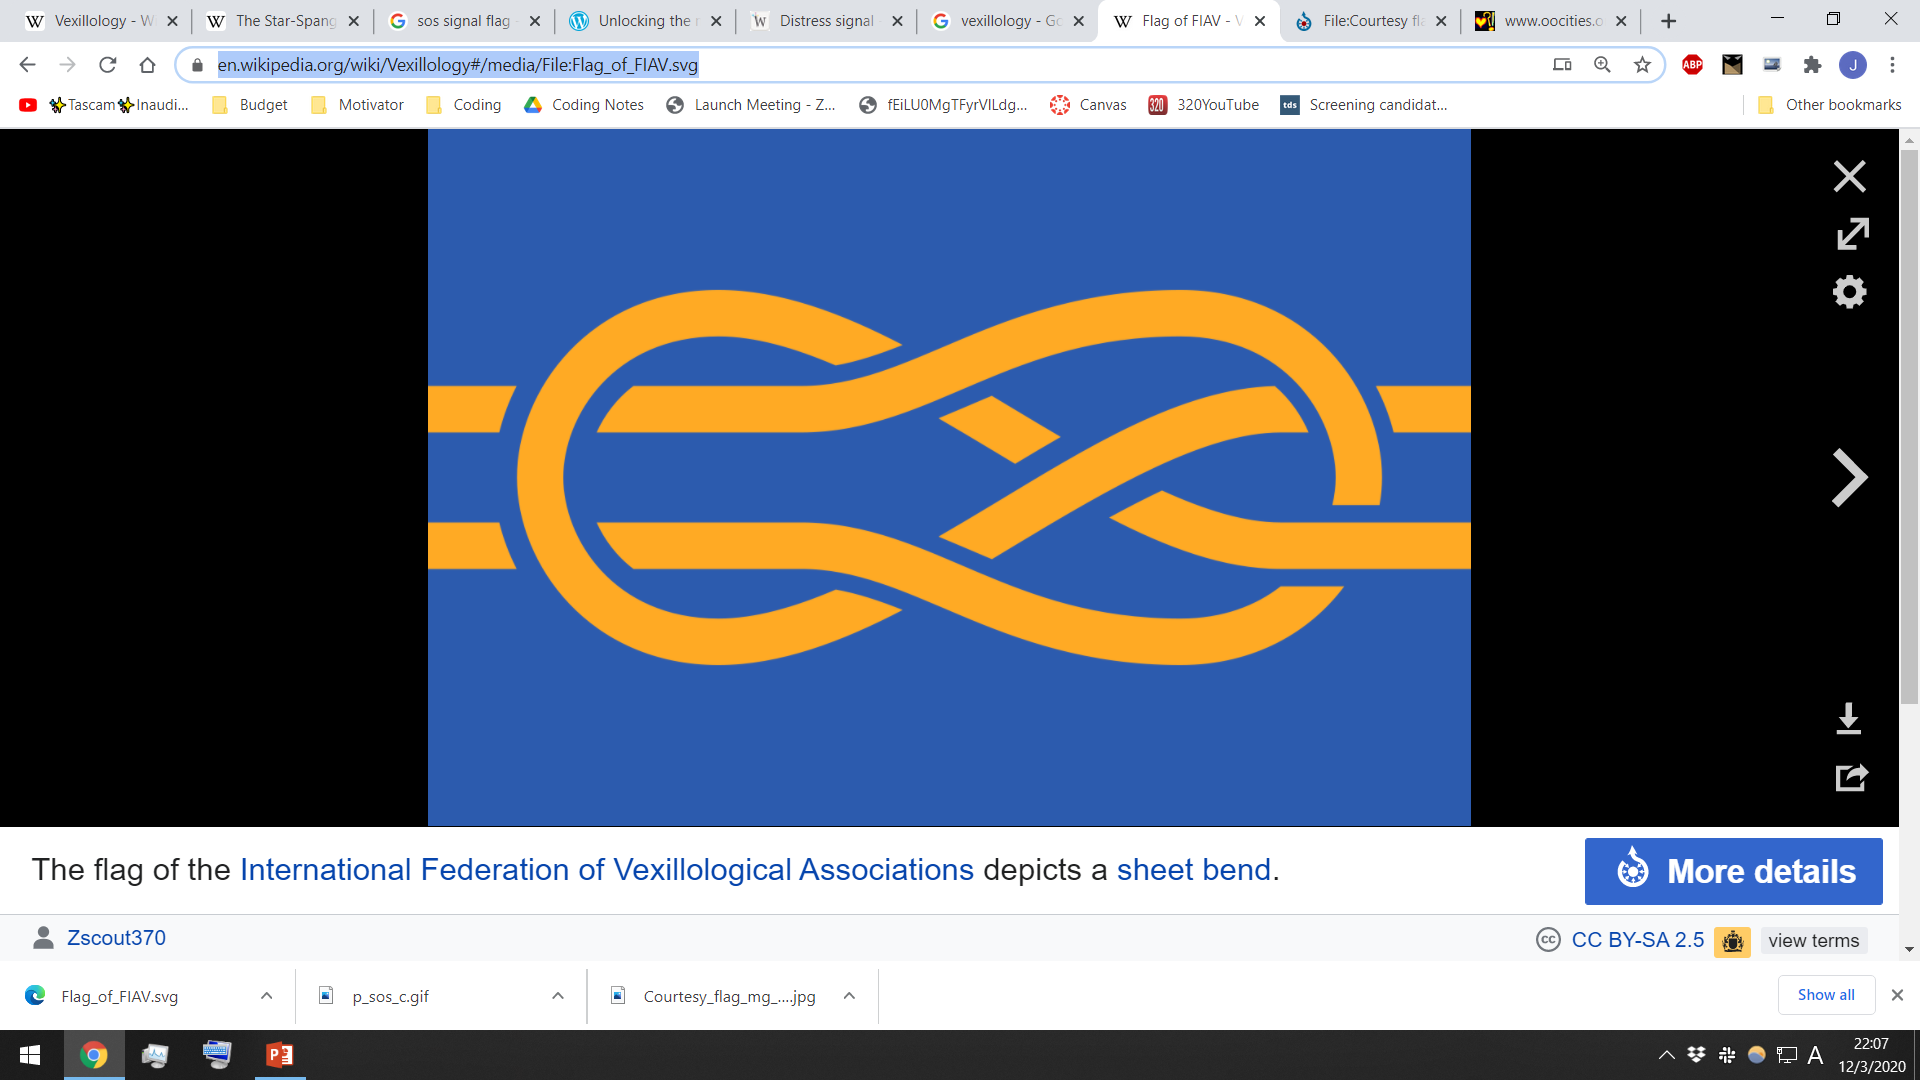 Vexillology - W
The Star-Spang
sos signal flag -
Unlocking the r
Distress signal
vexillology - Go
Flag of FIAV - V
File:Courtesy fla
www.oocities.o
en.wikipedia.org/wiki/Vexillology#/media/File:Flag_of_FIAV.svg
ABP
J
Tascam
Inaudi...
Budget
Motivator
Coding
Coding Notes
Launch Meeting - Z...
fEiLU0MgTFyrVILdg...
Canvas
320
320YouTube
tds
Screening candidat...
Other bookmarks
The flag of the International Federation of Vexillological Associations depicts a sheet bend.
More details
Zscout370
cc
CC BY-SA 2.5
view terms
Flag_of_FIAV.svg
p_sos_c.gif
Courtesy_flag_mg_....jpg
Show all
A
22:07
12/3/2020